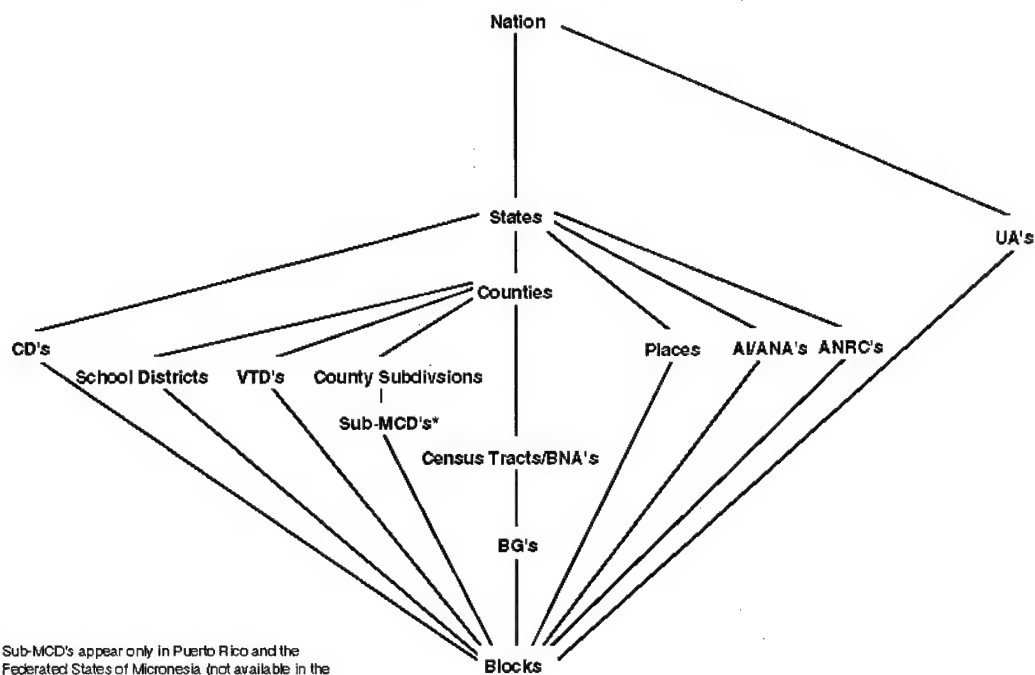 Nation
States
UA's
Counties
CD's
Places
AI/ANA's
ANRC's
School Districts
VTD's
County Subdivsions
Sub-MCD's*
Census Tracts/BNA's
BG's
Blocks
Sub-MCD's appear only in Puerto Rico and the
Federated States of Micronesia (not available in the